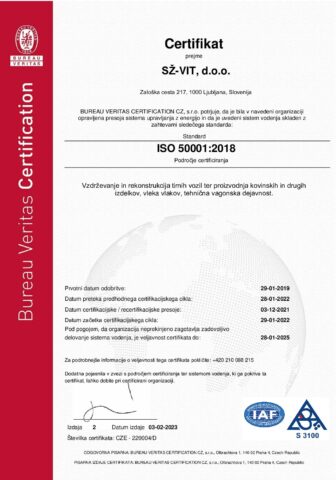 BUREAU
VERITAS
Bureau Veritas Certification
Certifikat
prejme
SŽ-VIT, d.o.o.
Zaloška cesta 217, 1000 Ljubljana, Slovenija
BUREAU VERITAS CERTIFICATION CZ, s.r.o. potrjuje, da je bila v navedeni organizaciji
opravljena presoja sistema upravljanja z energijo in da je uvedeni sistem vodenja skladen z
zahtevami sledečega standarda:
Standard
ISO 50001:2018
Področje certificiranja
Vzdrževanje in rekonstrukcija tirnih vozil ter proizvodnja kovinskih in drugih
izdelkov, vleka vlakov, tehnična vagonska dejavnost.
Prvotni datum odobritve: 29-01-2019
Datum preteka predhodnega certifikacijskega cikla: 28-01-2022
Datum certifikacijske / recertifikacijske presoje: 03-12-2021
Datum začetka certifikacijskega cikla: 29-01-2022
Pod pogojem, da organizacija neprekinjeno zagotavlja zadovoljivo
delovanje sistema vodenja, je veljavnost certifikata do: 28-01-2025
Za podrobnejše informacije o veljavnosti tega certifikata pokličite: +420 210 088 215
Dodatna pojasnila v zvezi s področjem certificiranja ter sistemom vodenja, ki ga pokriva ta
certifikat, lahko dobite pri certificirani organizaciji.
Izdaja 2 Datum izdaje 03-02-2023
Številka certifikata: CZE - 220004/D
IAF
S 3100
ODGOVORNA PISARNA: BUREAU VERITAS CERTIFICATION CZ, s.r.o., Olbrachtova 1, 140 02 Praha 4, Czech Republic
PISARNA IZDAJE CERTIFIKATA: BUREAU VERITAS CERTIFICATION CZ, s.r.o., Olbrachtova 1, 140 02 Praha 4, Czech Republic